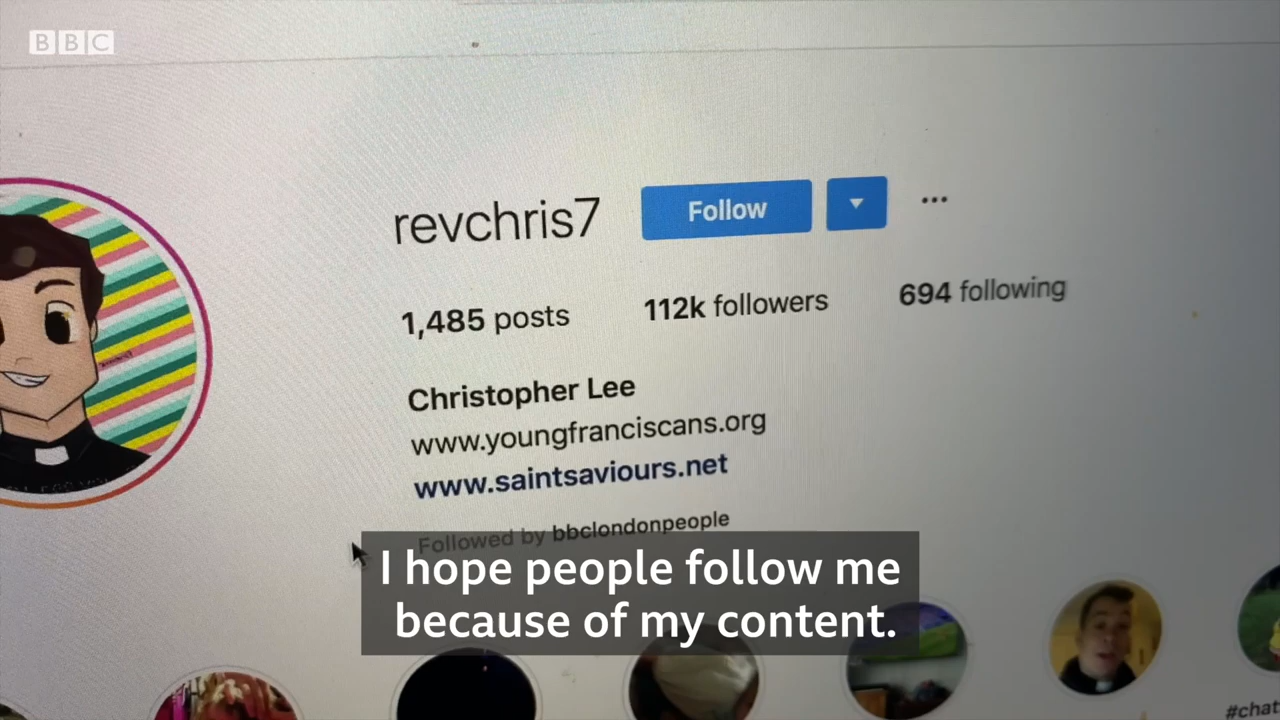 BBC
revchris7 Follow ...
1,485 posts 112k followers 694 following
Christopher Lee
www.youngfranciscans.org
www.saintsaviours.net
Followed by bbclondonpeople
I hope people follow me
because of my content.
#chat